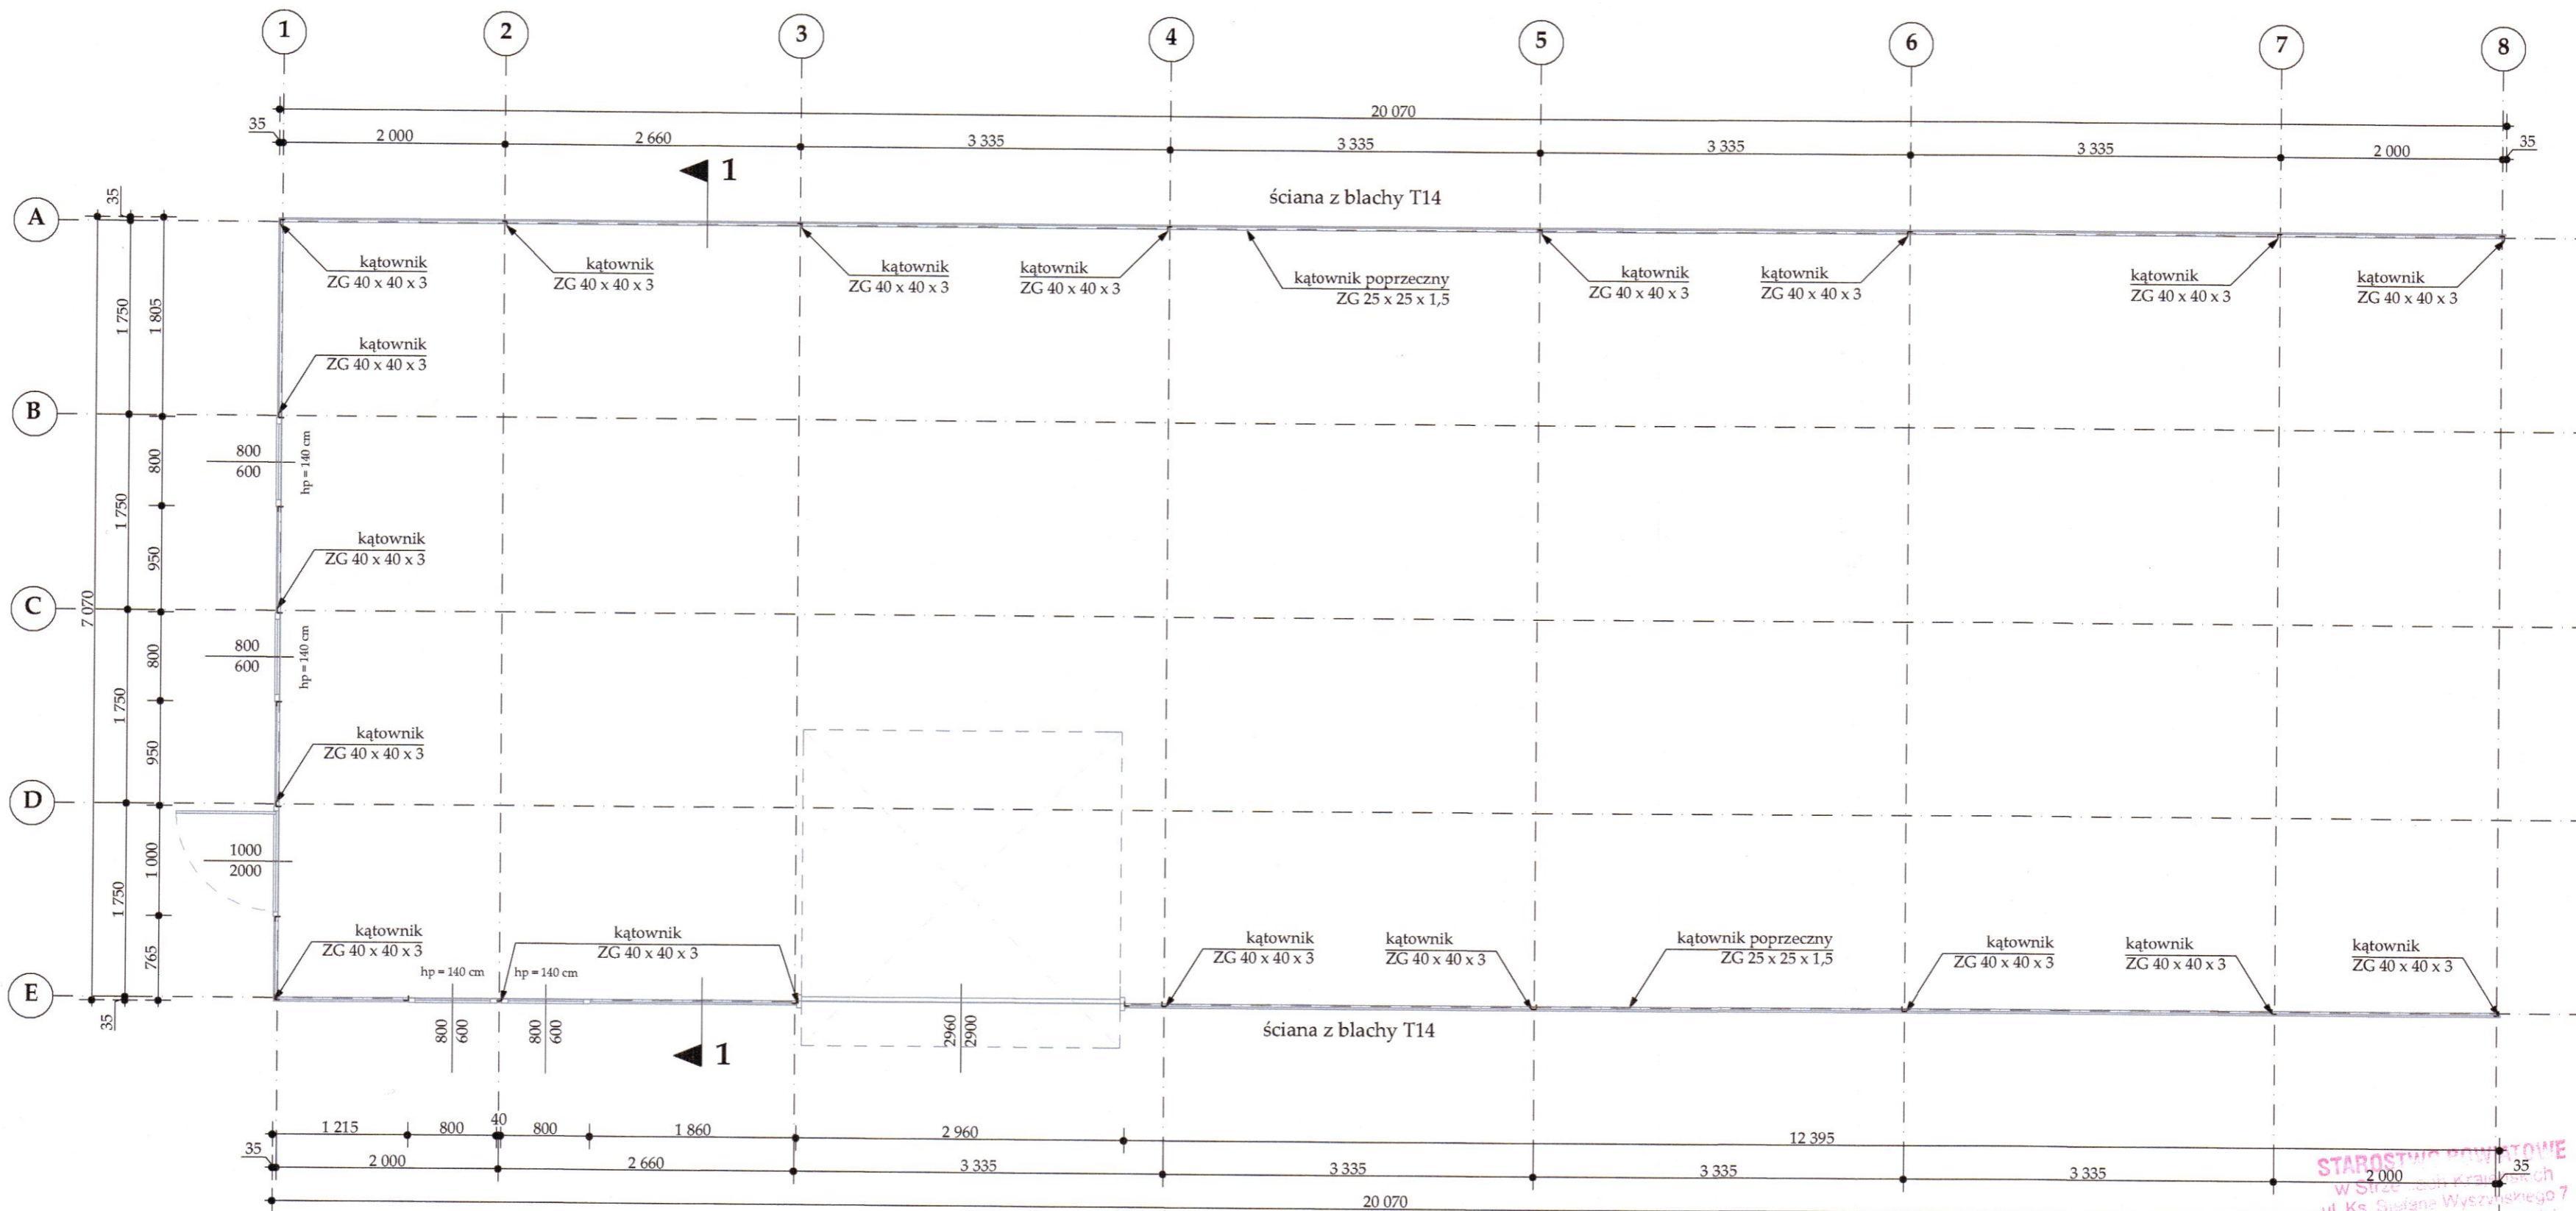 1
2
3
4
5
6
7
8
20 070
35
2 000
2 660
3 335
3 335
3 335
3 335
2 000
35
1
ściana z blachy T14
A
35
kątownik
ZG 40 x 40 x 3
kątownik
ZG 40 x 40 x 3
kątownik
ZG 40 x 40 x 3
kątownik
ZG 40 x 40 x 3
kątownik poprzeczny
ZG 25 x 25 x 1,5
kątownik
ZG 40 x 40 x 3
kątownik
ZG 40 x 40 x 3
kątownik
ZG 40 x 40 x 3
kątownik
ZG 40 x 40 x 3
1 750
1 805
kątownik
ZG 40 x 40 x 3
B
800
600
hp = 140 cm
800
1 750
950
kątownik
ZG 40 x 40 x 3
C
7 070
800
600
hp = 140 cm
800
1 750
950
kątownik
ZG 40 x 40 x 3
D
1000
2000
1 000
1 750
765
kątownik
ZG 40 x 40 x 3
kątownik
ZG 40 x 40 x 3
kątownik
ZG 40 x 40 x 3
kątownik
ZG 40 x 40 x 3
kątownik poprzeczny
ZG 25 x 25 x 1,5
kątownik
ZG 40 x 40 x 3
kątownik
ZG 40 x 40 x 3
kątownik
ZG 40 x 40 x 3
hp = 140 cm
hp = 140 cm
E
35
800
600
800
600
2960
2900
1
ściana z blachy T14
1 215
800
40
800
1 860
2 960
12 395
35
2 000
2 660
3 335
3 335
3 335
3 335
2 000
35
20 070
STAROSTWO POWIATOWE
w
ul. Ks. Stefana Wyszyńskiego 7